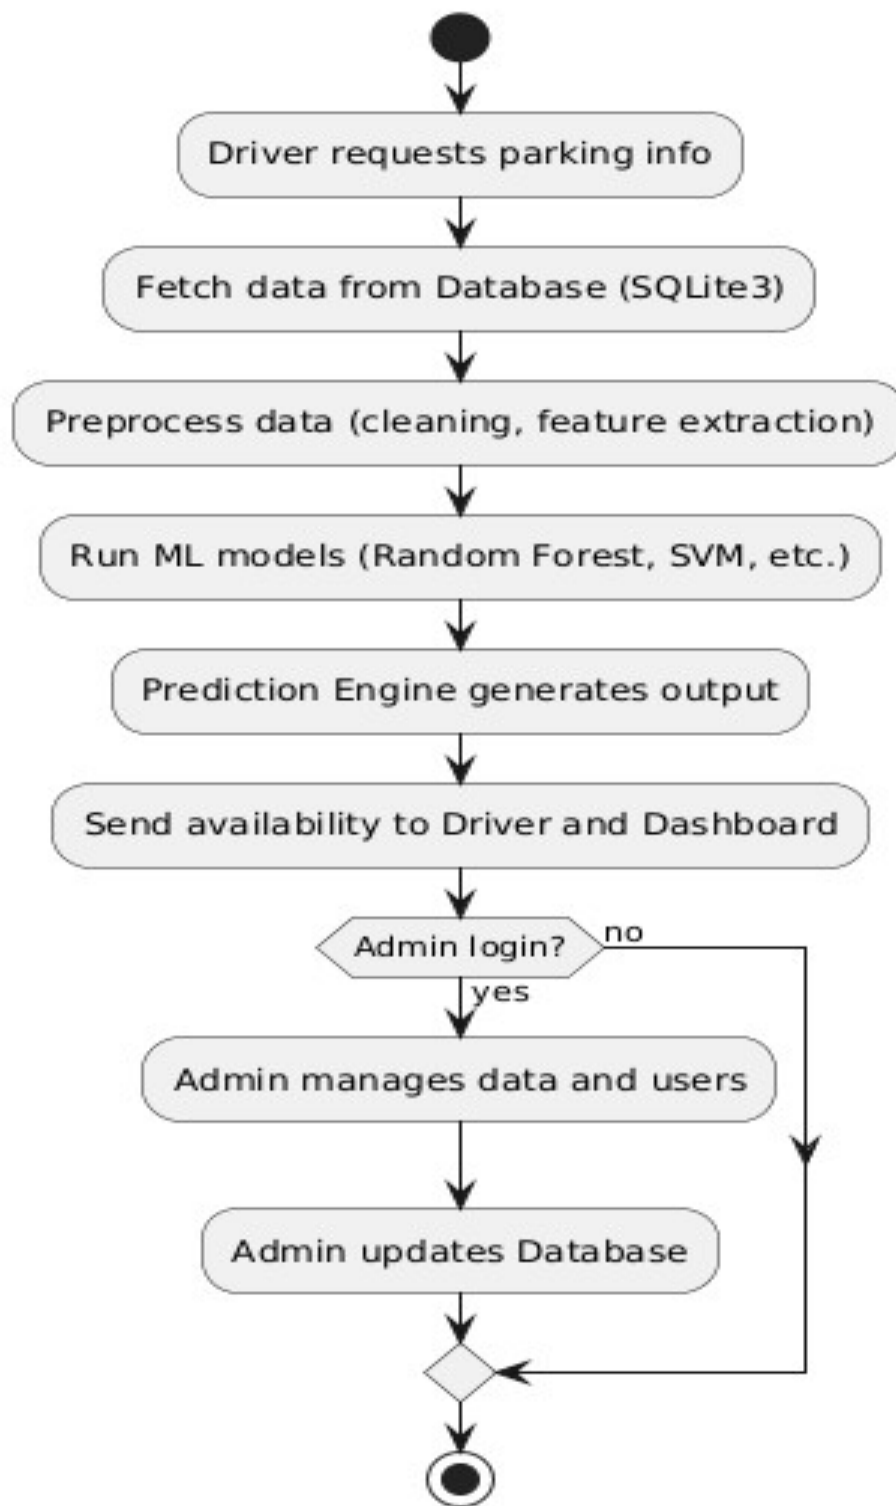 Driver requests parking info
Fetch data from Database (SQLite3)
Preprocess data (cleaning, feature extraction)
Run ML models (Random Forest, SVM, etc.)
Prediction Engine generates output
Send availability to Driver and Dashboard
Admin login?
no
yes
Admin manages data and users
Admin updates Database